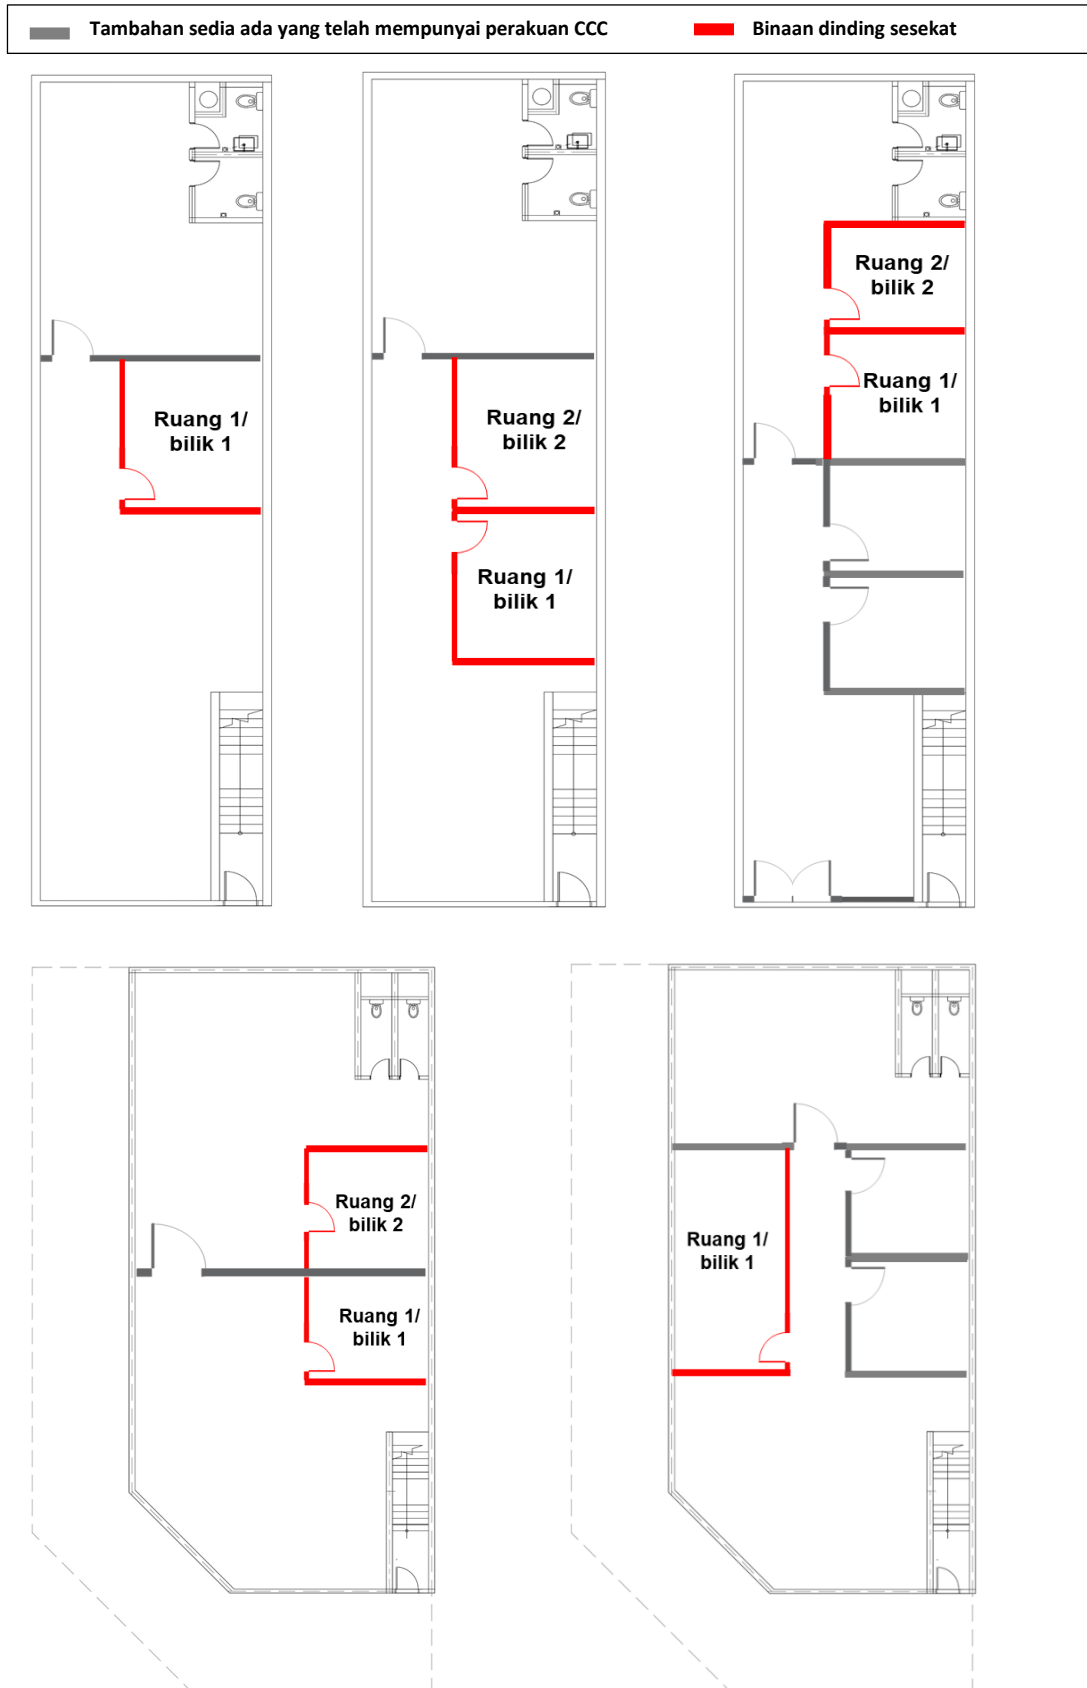 Tambahan sedia ada yang telah mempunyai perakuan CCC
Binaan dinding sesekat
Ruang 1/
bilik 1
Ruang 2/
bilik 2
Ruang 1/
bilik 1
Ruang 2/
bilik 2
Ruang 1/
bilik 1
Ruang 2/
bilik 2
Ruang 1/
bilik 1
Ruang 1/
bilik 1